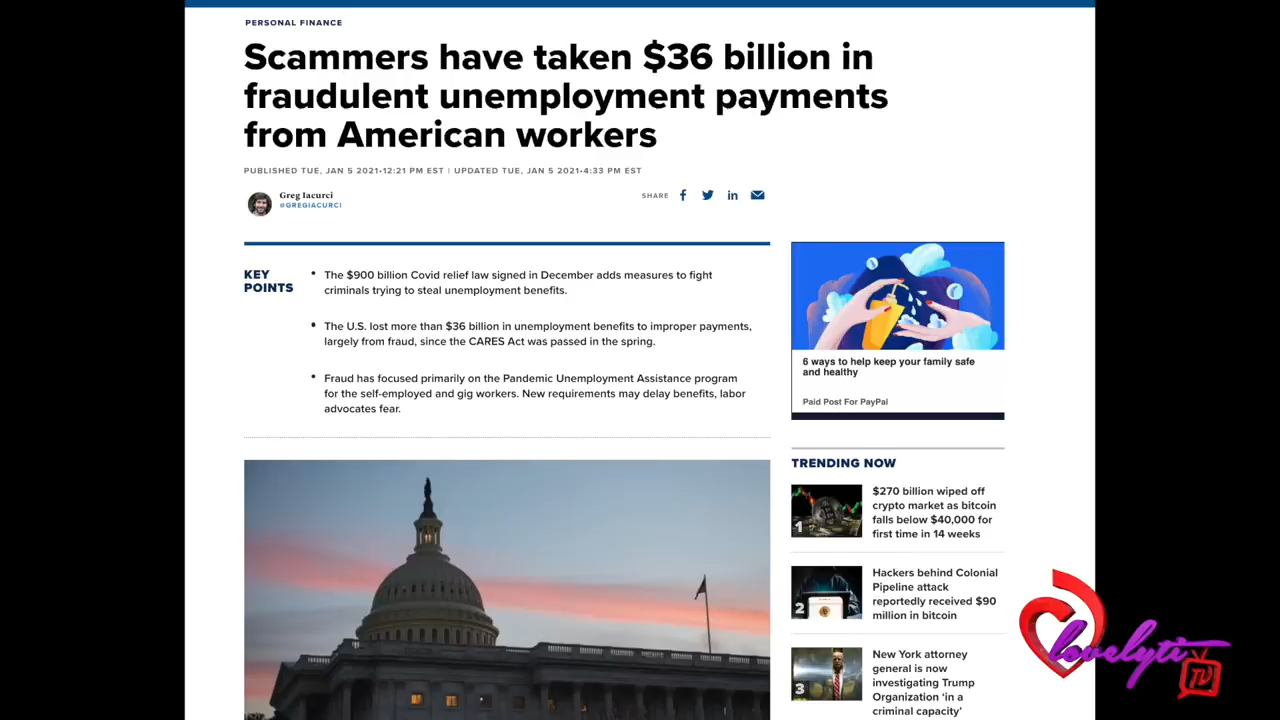 PERSONAL FINANCE
Scammers have taken $36 billion in
fraudulent unemployment payments
from American workers
PUBLISHED TUE, JAN 5 2021•12:21 PM EST | UPDATED TUE, JAN 5 2021•4:33 PM EST
Greg Iacurci
@GREGIACURCI
SHARE
KEY
POINTS
• The $900 billion Covid relief law signed in December adds measures to fight
criminals trying to steal unemployment benefits.
• The U.S. lost more than $36 billion in unemployment benefits to improper payments,
largely from fraud, since the CARES Act was passed in the spring.
• Fraud has focused primarily on the Pandemic Unemployment Assistance program
for the self-employed and gig workers. New requirements may delay benefits, labor
advocates fear.
6 ways to help keep your family safe
and healthy
Paid Post For PayPal
TRENDING NOW
1
$270 billion wiped off
crypto market as bitcoin
falls below $40,000 for
first time in 14 weeks
2
Hackers behind Colonial
Pipeline attack
reportedly received $90
million in bitcoin
3
New York attorney
general is now
investigating Trump
Organization ‘in a
criminal capacity’
lovelyti
TV